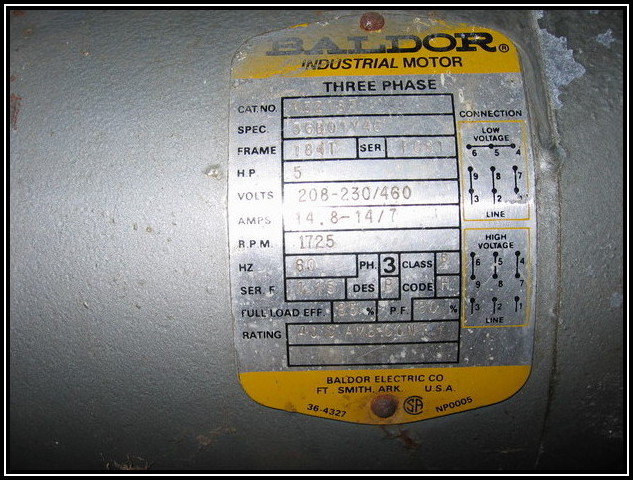 BALDOR®
INDUSTRIAL MOTOR
THREE PHASE
CAT.NO.
SPEC.
FRAME 184T SER
H.P. 5
VOLTS 208-230/460
AMPS 14.8-14/7
R.P.M. 1725
HZ 60 PH. 3 CLASS
SER. F. DES CODE
FULL LOAD EFF. % P F. %
RATING
CONNECTION
LOW
VOLTAGE
6 5 4
9 8 7
3 2 1
LINE
HIGH
VOLTAGE
6 5 4
9 8 7
3 2 1
LINE
BALDOR ELECTRIC CO
FT. SMITH, ARK. U.S.A.
36-4327 SA NP0005